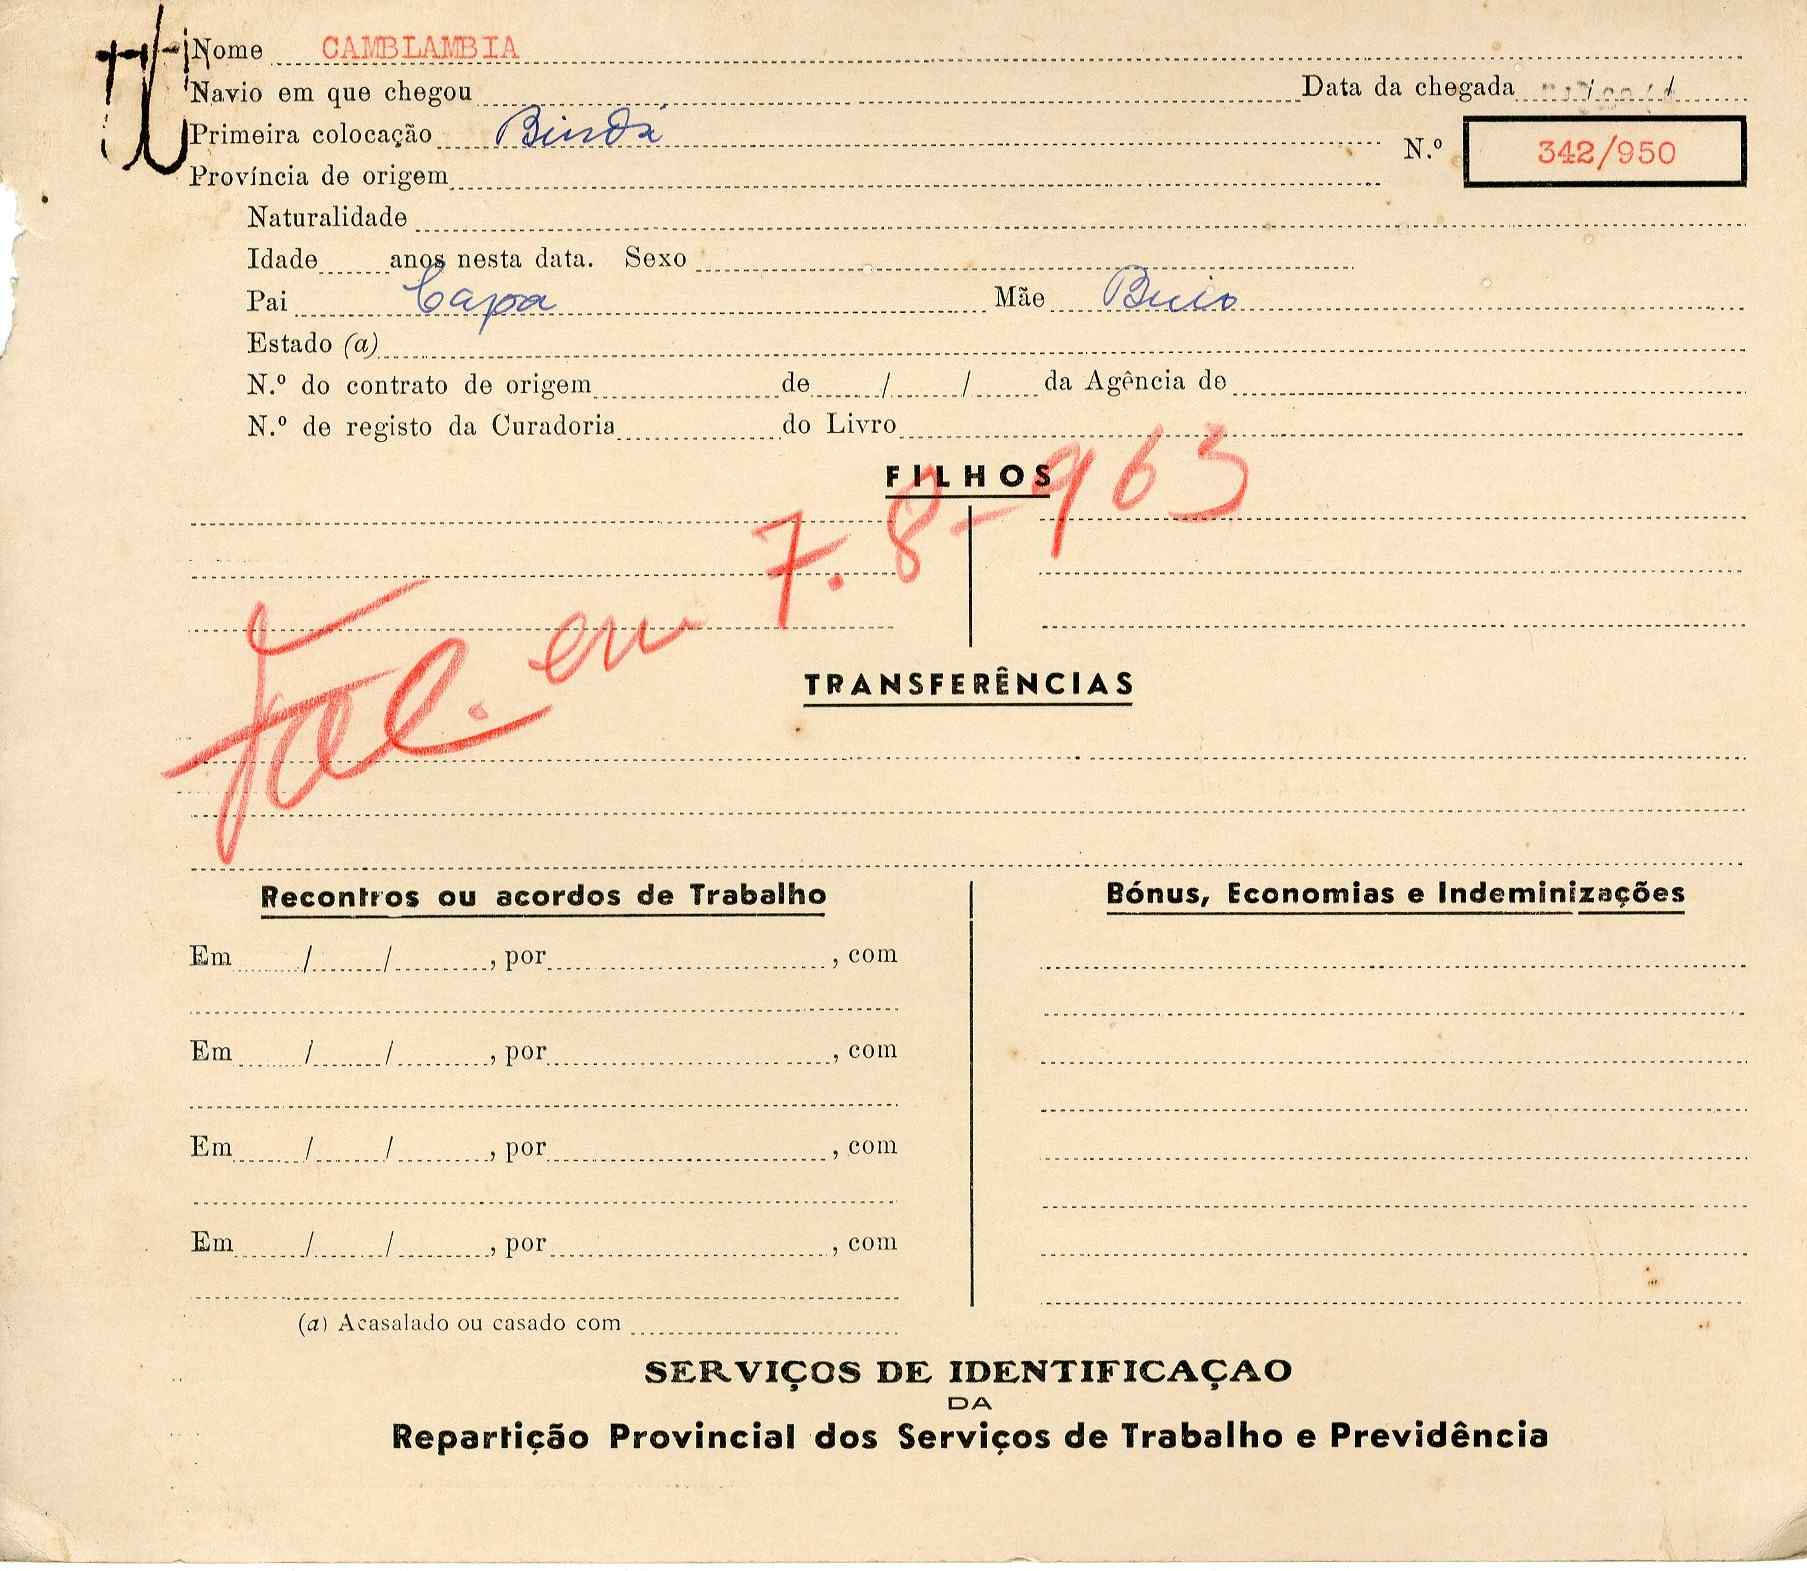 Nome CAMBLAMBIA
Navio em que chegou Data da chegada
Primeira colocação Bindá
N.º 342/950
Província de origem
Naturalidade
Idade anos nesta data. Sexo
Pai Capa Mãe
Estado (a)
N.º do contrato de origem de / / da Agência de
N.º de registo da Curadoria do Livro
FILHOS
Fal. em 7.8-963
TRANSFERÊNCIAS
Recontros ou acordos de Trabalho
Bónus, Economias e Indeminizações
Em / / , por , com
Em / / , por , com
Em / / , por , com
Em / / , por , com
(a) Acasalado ou casado com
SERVIÇOS DE IDENTIFICAÇAO
DA
Repartição Provincial dos Serviços de Trabalho e Previdência